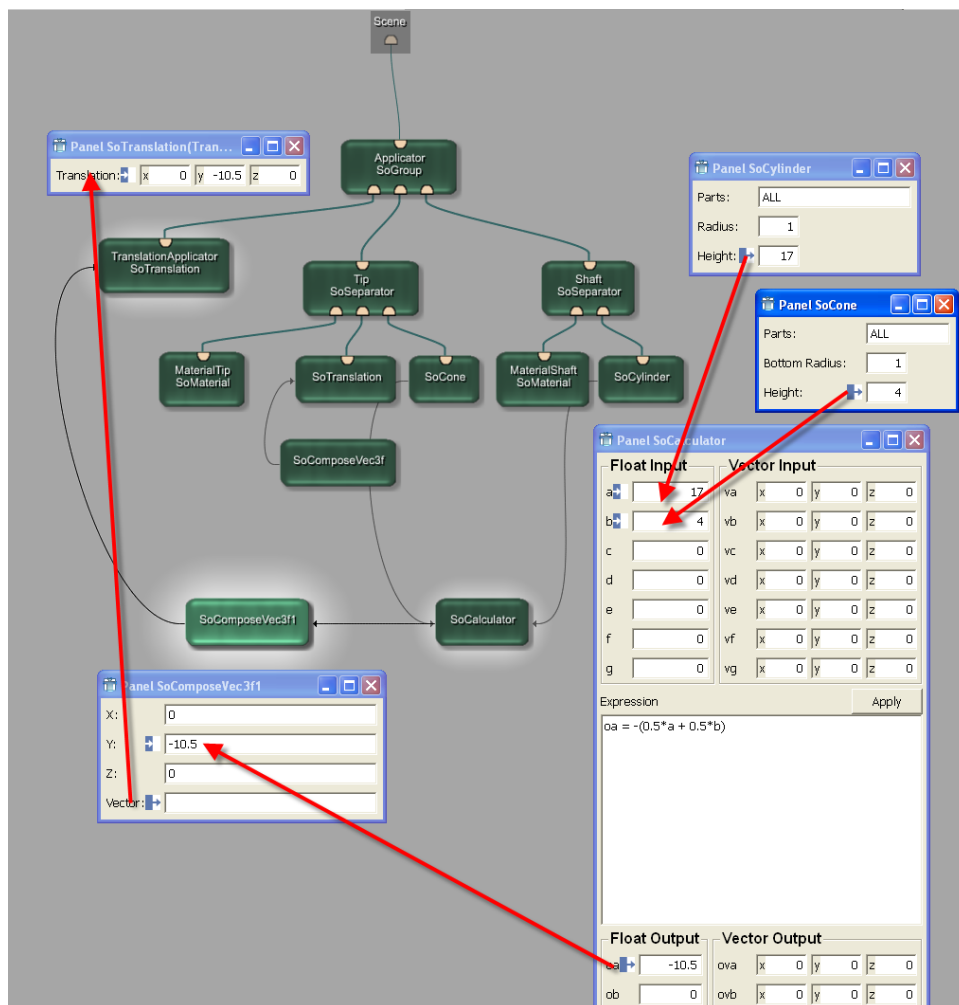 Scene
Panel SoTranslation(Tran...
Translation: x 0 y -10.5 z 0
Applicator
SoGroup
Panel SoCylinder
Parts: ALL
Radius: 1
Height: 17
TranslationApplicator
SoTranslation
Tip
SoSeparator
Shaft
SoSeparator
Panel SoCone
Parts: ALL
Bottom Radius: 1
Height: 4
MaterialTip
SoMaterial
SoTranslation
SoCone
MaterialShaft
SoMaterial
SoCylinder
SoComposeVec3f
SoComposeVec3f1
SoCalculator
Panel SoCalculator
Float Input Vector Input
a 17 va x 0 y 0 z 0
b 4 vb x 0 y 0 z 0
c 0 vc x 0 y 0 z 0
d 0 vd x 0 y 0 z 0
e 0 ve x 0 y 0 z 0
f 0 vf x 0 y 0 z 0
g 0 vg x 0 y 0 z 0
Expression Apply
oa = -(0.5*a + 0.5*b)
Float Output Vector Output
oa -10.5 ova x 0 y 0 z 0
ob 0 ovb x 0 y 0 z 0
Panel SoComposeVec3f1
X: 0
Y: -10.5
Z: 0
Vector: